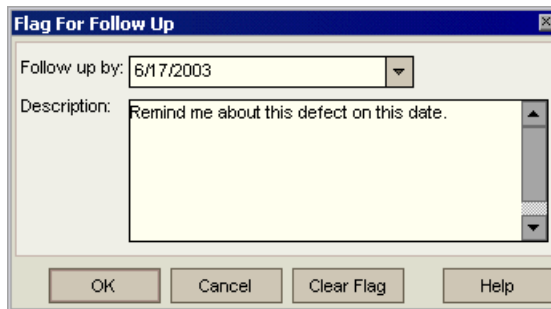 Flag For Follow Up
Follow up by: 6/17/2003
Description: Remind me about this defect on this date.
OK Cancel Clear Flag Help